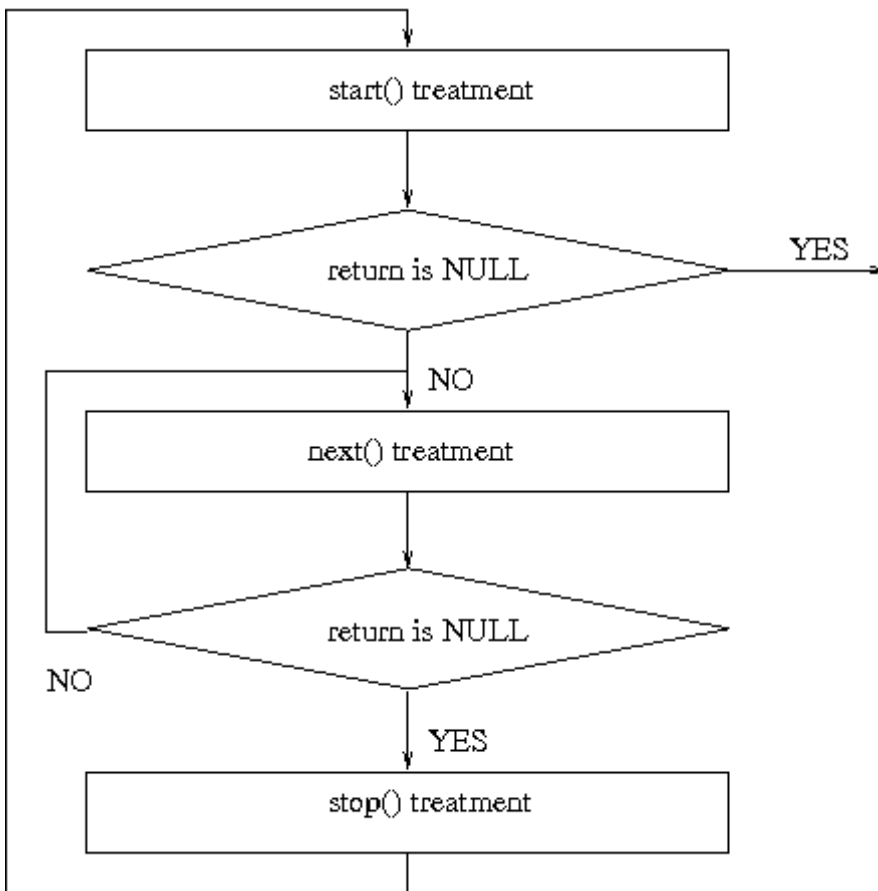 start() treatment
return is NULL
YES
NO
next() treatment
return is NULL
NO
YES
stop() treatment